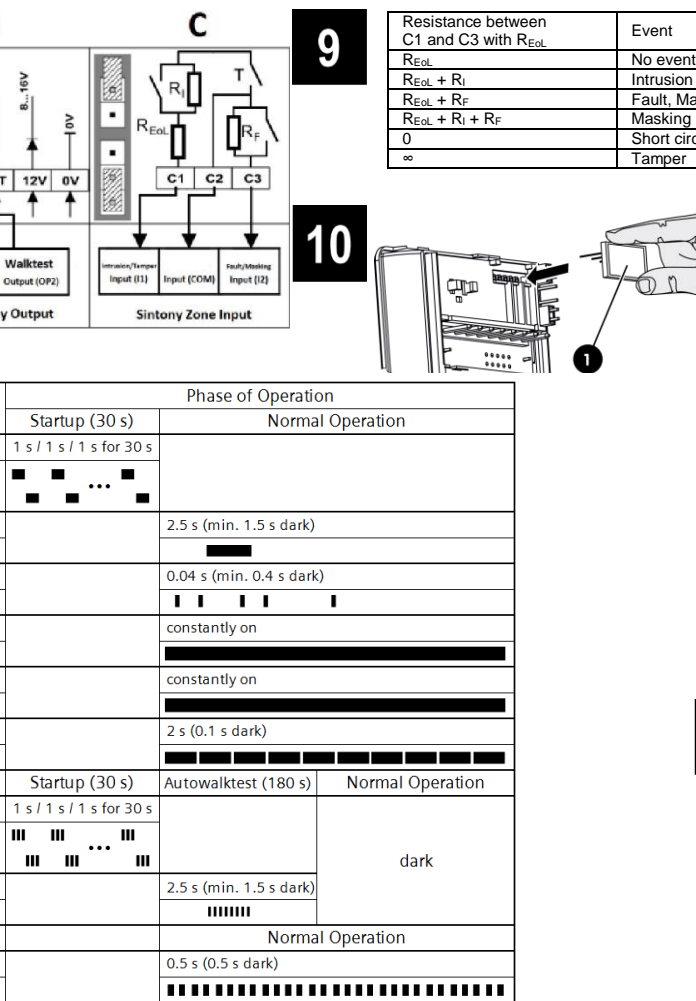 C
9
Resistance between
C1 and C3 with REoL
Event
REoL
No event
REoL + RI
Intrusion
REoL + RF
Fault, Ma
REoL + RI + RF
Masking
0
Short circ
∞
Tamper
8...16V
0V
RI
T
REoL
RF
T 12V 0V
C1 C2 C3
Walktest
Output (OP2)
y Output
Intrusion/Tamper
Input (I1)
Input (COM)
Fault/Masking
Input (I2)
Sintony Zone Input
10
1
Phase of Operation
Startup (30 s) Normal Operation
1 s / 1 s / 1 s for 30 s
...
2.5 s (min. 1.5 s dark)
0.04 s (min. 0.4 s dark)
constantly on
constantly on
2 s (0.1 s dark)
Startup (30 s) Autowalktest (180 s) Normal Operation
1 s / 1 s / 1 s for 30 s
...
dark
2.5 s (min. 1.5 s dark)
Normal Operation
0.5 s (0.5 s dark)